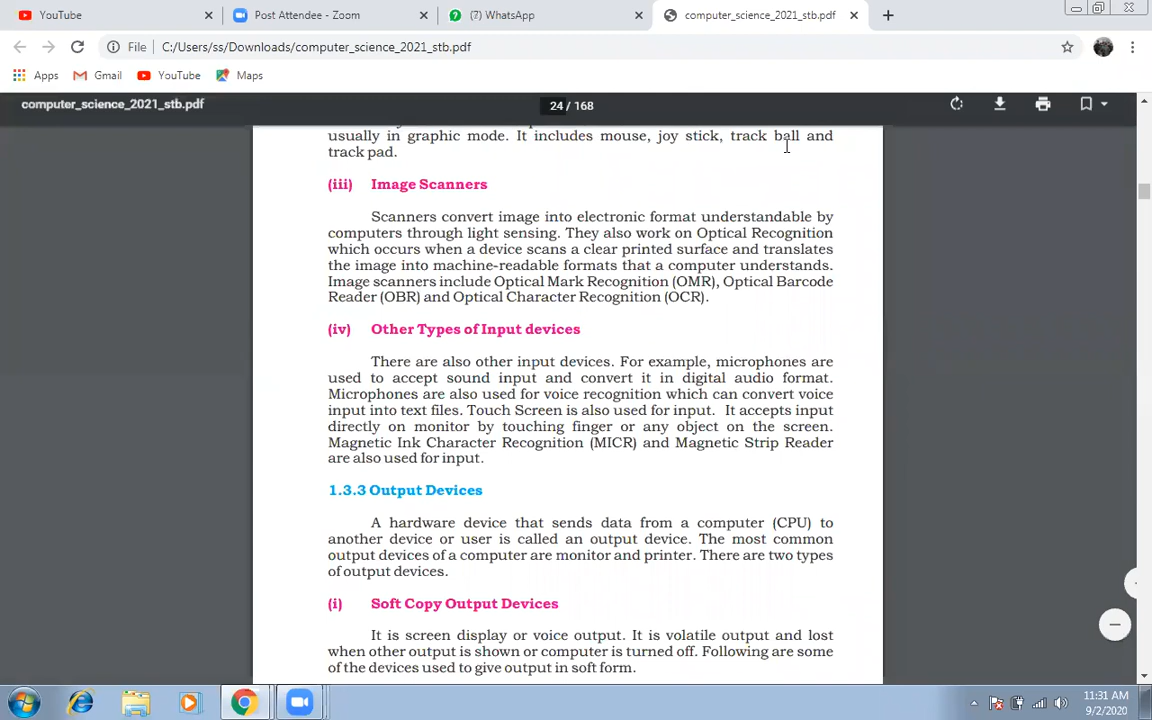 YouTube
Post Attendee - Zoom
(7) WhatsApp
computer_science_2021_stb.pdf
File C:/Users/ss/Downloads/computer_science_2021_stb.pdf
Apps Gmail YouTube Maps
computer_science_2021_stb.pdf
24 / 168
usually in graphic mode. It includes mouse, joy stick, track ball and
track pad.
(iii) Image Scanners
Scanners convert image into electronic format understandable by
computers through light sensing. They also work on Optical Recognition
which occurs when a device scans a clear printed surface and translates
the image into machine-readable formats that a computer understands.
Image scanners include Optical Mark Recognition (OMR), Optical Barcode
Reader (OBR) and Optical Character Recognition (OCR).
(iv) Other Types of Input devices
There are also other input devices. For example, microphones are
used to accept sound input and convert it in digital audio format.
Microphones are also used for voice recognition which can convert voice
input into text files. Touch Screen is also used for input. It accepts input
directly on monitor by touching finger or any object on the screen.
Magnetic Ink Character Recognition (MICR) and Magnetic Strip Reader
are also used for input.
1.3.3 Output Devices
A hardware device that sends data from a computer (CPU) to
another device or user is called an output device. The most common
output devices of a computer are monitor and printer. There are two types
of output devices.
(i) Soft Copy Output Devices
It is screen display or voice output. It is volatile output and lost
when other output is shown or computer is turned off. Following are some
of the devices used to give output in soft form.
11:31 AM
9/2/2020